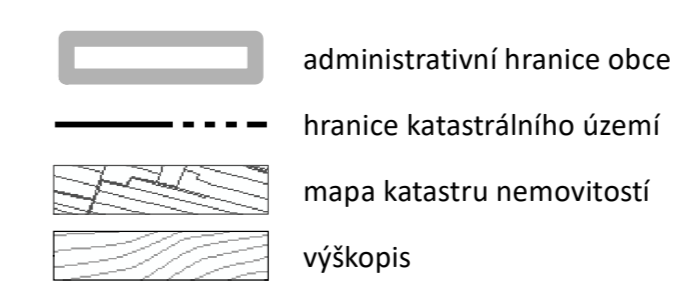 administrativní hranice obce
hranice katastrálního území
mapa katastru nemovitostí
výškopis